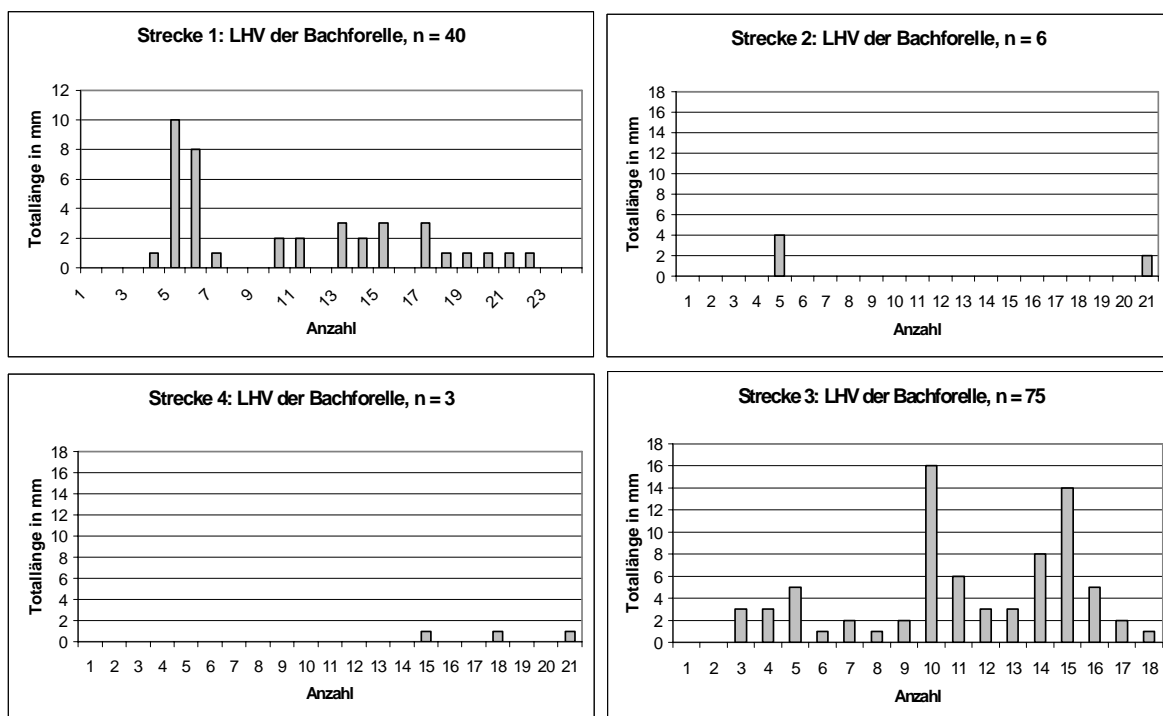 Strecke 1: LHV der Bachforelle, n = 40
Totallänge in mm
12
10
8
6
4
2
0
1 3 5 7 9 11 13 15 17 19 21 23
Anzahl
Strecke 2: LHV der Bachforelle, n = 6
Totallänge in mm
18
16
14
12
10
8
6
4
2
0
1 2 3 4 5 6 7 8 9 10 11 12 13 14 15 16 17 18 19 20 21
Anzahl
Strecke 4: LHV der Bachforelle, n = 3
Totallänge in mm
18
16
14
12
10
8
6
4
2
0
1 2 3 4 5 6 7 8 9 10 11 12 13 14 15 16 17 18 19 20 21
Anzahl
Strecke 3: LHV der Bachforelle, n = 75
Totallänge in mm
18
16
14
12
10
8
6
4
2
0
1 2 3 4 5 6 7 8 9 10 11 12 13 14 15 16 17 18
Anzahl